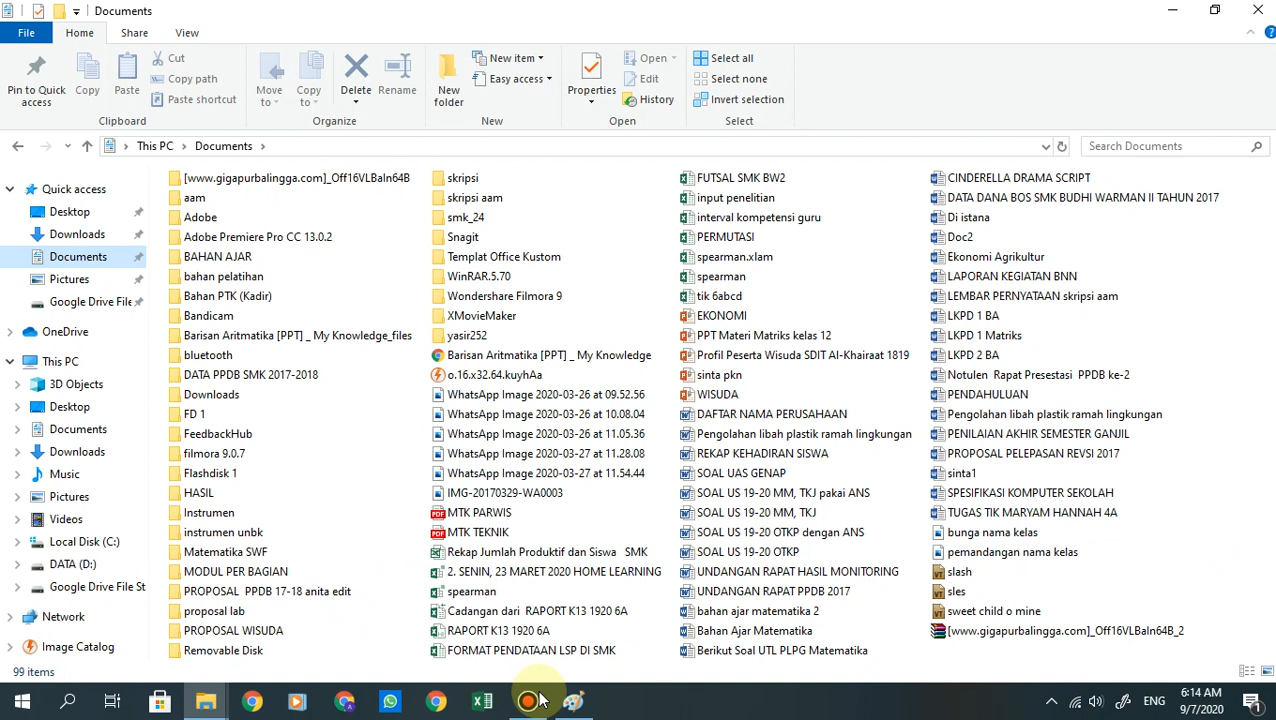 Documents
File Home Share View
Pin to Quick access
Copy
Paste
Cut
Copy path
Paste shortcut
Clipboard
Move to
Copy to
Delete
Rename
Organize
New folder
New item
Easy access
New
Properties
Open
Edit
History
Open
Select all
Select none
Invert selection
Select
This PC > Documents >
Search Documents
Quick access
Desktop
Downloads
Documents
Pictures
Google Drive File
OneDrive
This PC
3D Objects
Desktop
Documents
Downloads
Music
Pictures
Videos
Local Disk (C:)
DATA (D:)
Google Drive File St
Network
Image Catalog
[www.gigapurbalingga.com]_Off16VLBaIn64B
aam
Adobe
Adobe Premiere Pro CC 13.0.2
BAHAN AJAR
bahan pelatihan
Bahan PTK (Kadir)
Bandicam
Barisan Aritmatika [PPT] _ My Knowledge_files
bluetooth
DATA PPDB SMK 2017-2018
Downloads
FD 1
FeedbackHub
filmora 9.0.7
Flashdisk 1
HASIL
Instrumen
instrumen unbk
Matematika SWF
MODUL PER BAGIAN
PROPOSAL  PPDB 17-18 anita edit
proposal lab
PROPOSAL WISUDA
Removable Disk
skripsi
skripsi aam
smk_24
Snagit
Templat Office Kustom
WinRAR.5.70
Wondershare Filmora 9
XMovieMaker
yasir252
Barisan Aritmatika [PPT] _ My Knowledge
o.16.x32.64.kuyhAa
WhatsApp Image 2020-03-26 at 09.52.56
WhatsApp Image 2020-03-26 at 10.08.04
WhatsApp Image 2020-03-26 at 11.05.36
WhatsApp Image 2020-03-27 at 11.28.08
WhatsApp Image 2020-03-27 at 11.54.44
IMG-20170329-WA0003
MTK PARWIS
MTK TEKNIK
Rekap Jumlah Produktif dan Siswa   SMK
2. SENIN, 23 MARET 2020 HOME LEARNING
spearman
Cadangan dari  RAPORT K13 1920 6A
RAPORT K13 1920 6A
FORMAT PENDATAAN LSP DI SMK
FUTSAL SMK BW2
input penelitian
interval kompetensi guru
PERMUTASI
spearman.xlam
spearman
tik 6abcd
EKONOMI
PPT Materi Matriks kelas 12
Profil Peserta Wisuda SDIT Al-Khairaat 1819
sinta pkn
WISUDA
DAFTAR NAMA PERUSAHAAN
Pengolahan libah plastik ramah lingkungan
REKAP KEHADIRAN SISWA
SOAL UAS GENAP
SOAL US 19-20 MM, TKJ pakai ANS
SOAL US 19-20 MM, TKJ
SOAL US 19-20 OTKP dengan ANS
SOAL US 19-20 OTKP
UNDANGAN RAPAT HASIL MONITORING
UNDANGAN RAPAT PPDB 2017
bahan ajar matematika 2
Bahan Ajar Matematika
Berikut Soal UTL PLPG Matematika
CINDERELLA DRAMA SCRIPT
DATA DANA BOS SMK BUDHI WARMAN II TAHUN 2017
Di istana
Doc2
Ekonomi Agrikultur
LAPORAN KEGIATAN BNN
LEMBAR PERNYATAAN skripsi aam
LKPD 1 BA
LKPD 1 Matriks
LKPD 2 BA
Notulen  Rapat Presestasi  PPDB ke-2
PENDAHULUAN
Pengolahan libah plastik ramah lingkungan
PENILAIAN AKHIR SEMESTER GANJIL
PROPOSAL PELEPASAN REVSI 2017
sinta1
SPESIFIKASI KOMPUTER SEKOLAH
TUGAS TIK MARYAM HANNAH 4A
bunga nama kelas
pemandangan nama kelas
slash
sles
sweet child o mine
[www.gigapurbalingga.com]_Off16VLBaIn64B_2
99 items
ENG
6:14 AM
9/7/2020
1